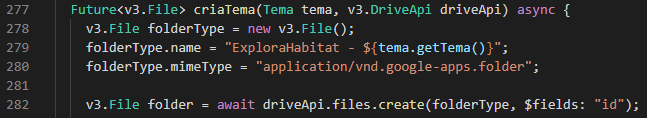 277 Future<v3.File> criaTema(Tema tema, v3.DriveApi driveApi) async {
278 v3.File folderType = new v3.File();
279 folderType.name = "ExploraHabitat - ${tema.getTema()}";
280 folderType.mimeType = "application/vnd.google-apps.folder";
281
282 v3.File folder = await driveApi.files.create(folderType, $fields: "id");